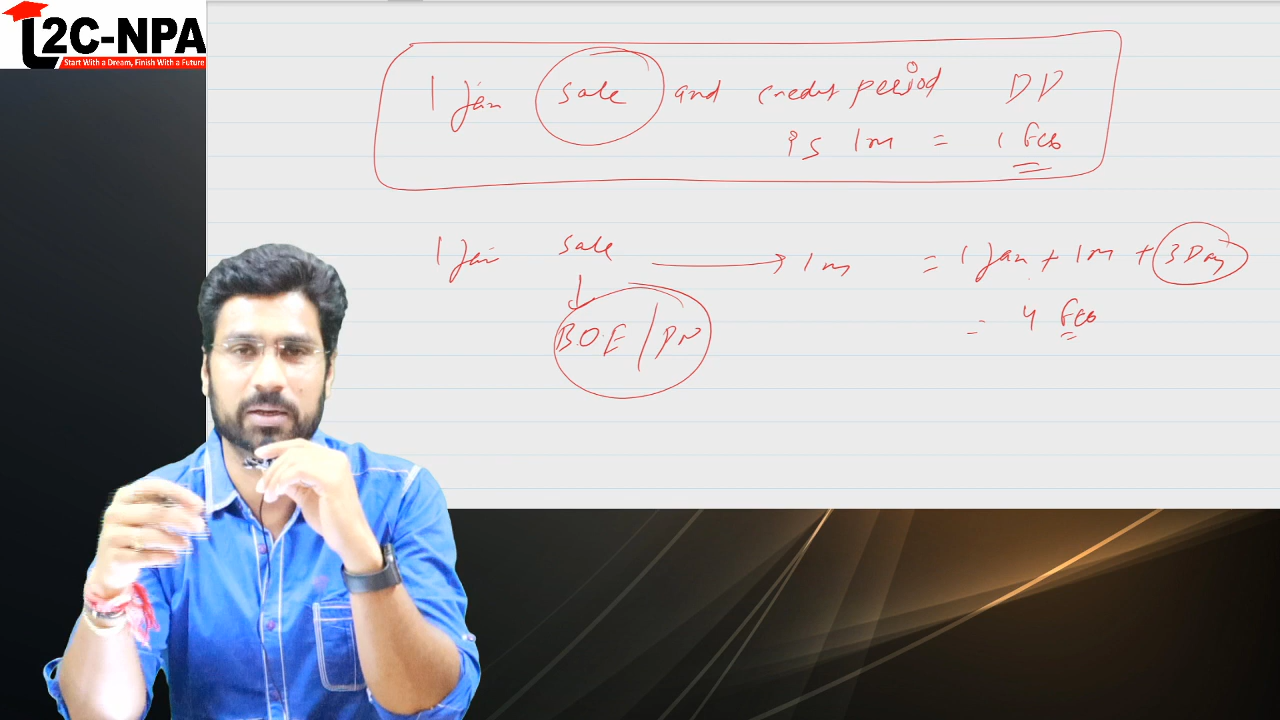 L2C-NPA
Start With a Dream, Finish With a Future
1 Jan sale and credit period DD
is 1m = 1 Feb
1 Jan sale → 1m = 1 Jan + 1m + 3 Day
BOE/PN = 4 Feb